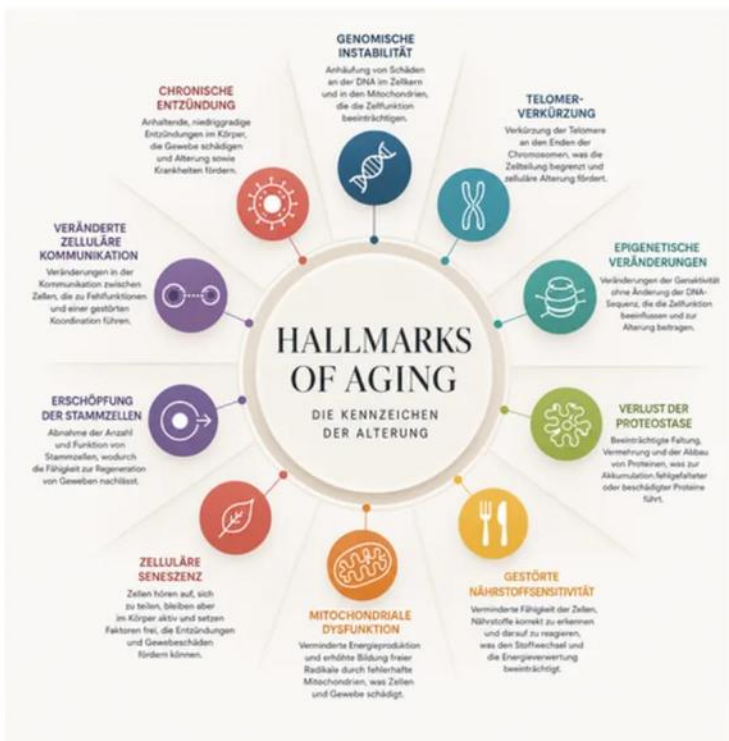 HALLMARKS
OF AGING
DIE KENNZEICHEN
DER ALTERUNG
GENOMISCHE
INSTABILITÄT
Anhäufung von Schäden
an der DNA im Zellkern
und in den Mitochondrien,
die die Zellfunktion
beeinträchtigen.
TELOMER-
VERKÜRZUNG
Verkürzung der Telomere
an den Enden der
Chromosomen, was die
Zellteilung begrenzt und
zelluläre Alterung fördert.
EPIGENETISCHE
VERÄNDERUNGEN
Veränderungen der Genaktivität
ohne Änderung der DNA-
Sequenz, die die Zellfunktion
beeinflussen und zur
Alterung beitragen.
VERLUST DER
PROTEOSTASE
Beeinträchtigte Faltung,
Vermehrung und der Abbau
von Proteinen, was zur
Akkumulation fehlgefalteter
oder beschädigter Proteine
führt.
GESTÖRTE
NÄHRSTOFFSENSITIVITÄT
Verminderte Fähigkeit der Zellen,
Nährstoffe korrekt zu erkennen
und darauf zu reagieren,
was den Stoffwechsel und
die Energieverwertung
beeinträchtigt.
MITOCHONDRIALE
DYSFUNKTION
Verminderte Energieproduktion
und erhöhte Bildung freier
Radikale durch fehlerhafte
Mitochondrien, was Zellen
und Gewebe schädigt.
ZELLULÄRE
SENESZENZ
Zellen hören auf, sich
zu teilen, bleiben aber
im Körper aktiv und setzen
Faktoren frei, die Entzündungen
und Gewebeschäden
fördern können.
ERSCHÖPFUNG
DER STAMMZELLEN
Abnahme der Anzahl
und Funktion von
Stammzellen, wodurch
die Fähigkeit zur Regeneration
von Geweben nachlässt.
VERÄNDERTE
ZELLULÄRE
KOMMUNIKATION
Veränderungen in der
Kommunikation zwischen
Zellen, die zu Fehlfunktionen
und einer gestörten
Koordination führen.
CHRONISCHE
ENTZÜNDUNG
Anhaltende, niedriggradige
Entzündungen im Körper,
die Gewebe schädigen
und Alterung sowie
Krankheiten fördern.